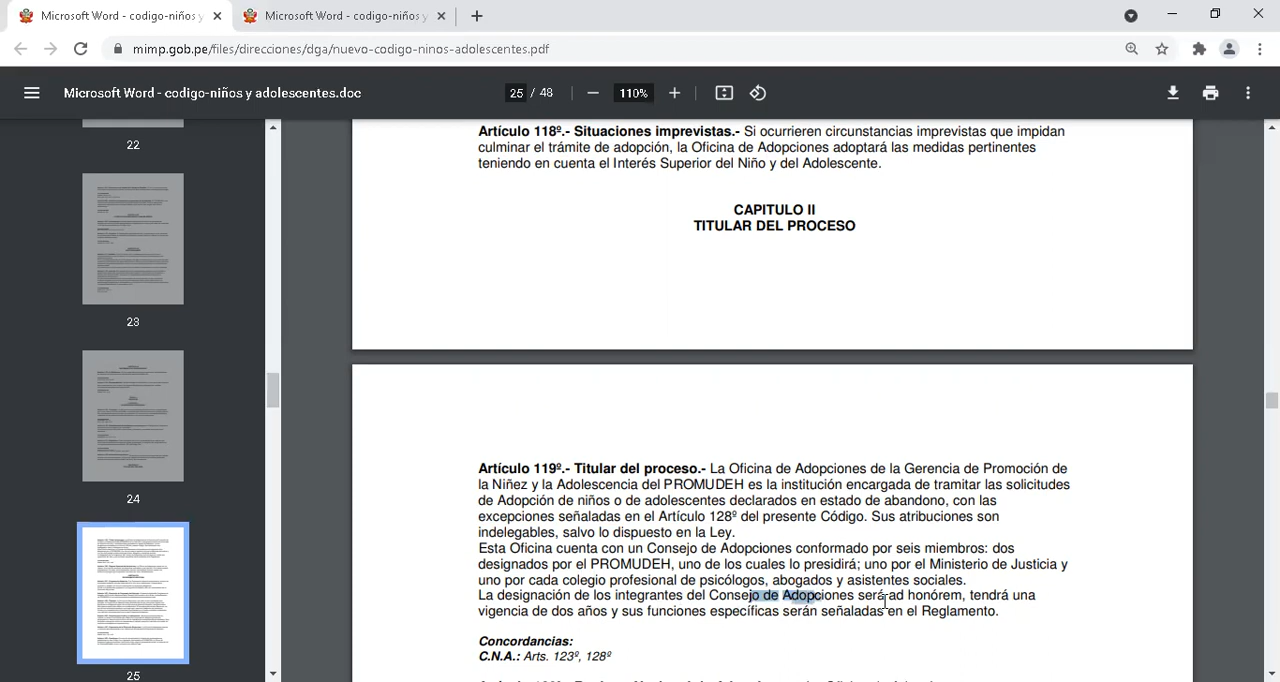 Microsoft Word - codigo-niños y
Microsoft Word - codigo-niños y
mimp.gob.pe/files/direcciones/dga/nuevo-codigo-ninos-adolescentes.pdf
Microsoft Word - codigo-niños y adolescentes.doc
25 / 48
110%
22
23
24
25
Artículo 118º.- Situaciones imprevistas.- Si ocurrieren circunstancias imprevistas que impidan
culminar el trámite de adopción, la Oficina de Adopciones adoptará las medidas pertinentes
teniendo en cuenta el Interés Superior del Niño y del Adolescente.
CAPITULO II
TITULAR DEL PROCESO
Artículo 119º.- Titular del proceso.- La Oficina de Adopciones de la Gerencia de Promoción de
la Niñez y la Adolescencia del PROMUDEH es la institución encargada de tramitar las solicitudes
de Adopción de niños o de adolescentes declarados en estado de abandono, con las
excepciones señaladas en el Artículo 128º del presente Código. Sus atribuciones son
indelegables, salvo lo dispuesto en la Ley.
Esta Oficina cuenta con un Consejo de Adopciones conformado por seis miembros: dos
designados por el PROMUDEH, uno de los cuales lo presidirá; uno por el Ministerio de Justicia y
uno por cada colegio profesional de psicólogos, abogados y asistentes sociales.
La designación de los integrantes del Consejo de Adopciones será ad honórem, tendrá una
vigencia de dos años y sus funciones específicas serán señaladas en el Reglamento.
Concordanas:
C.N.A.: Arts. 123º, 128º